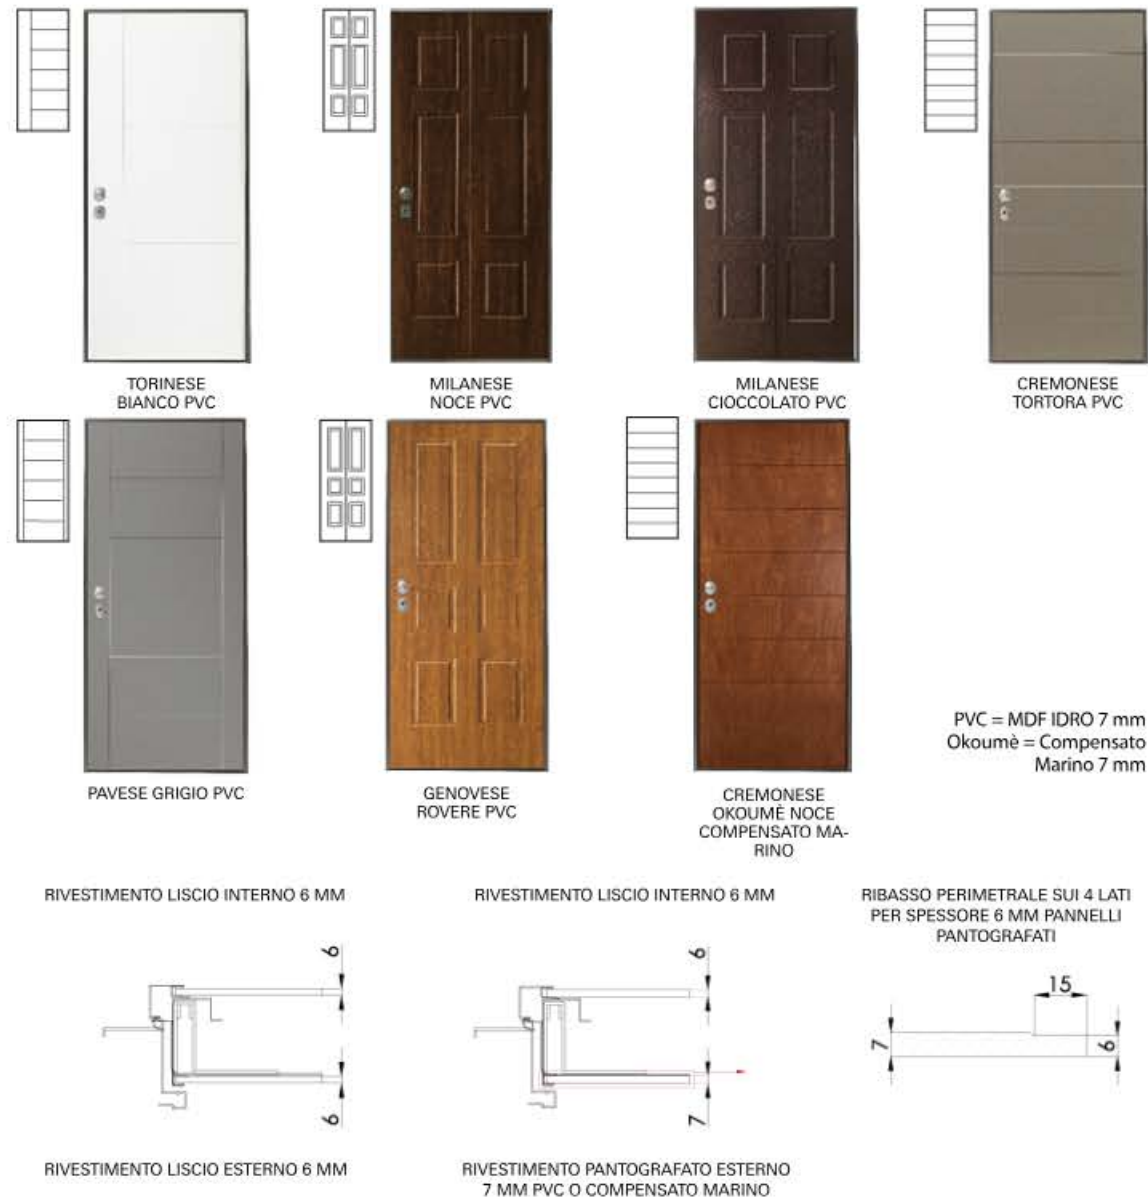 TORINESE
BIANCO PVC
MILANESE
NOCE PVC
MILANESE
CIOCCOLATO PVC
CREMONESE
TORTORA PVC
PAVESE GRIGIO PVC
GENOVESE
ROVERE PVC
CREMONESE
OKOUMÈ NOCE
COMPENSATO MA-
RINO
PVC = MDF IDRO 7 mm
Okoumè = Compensato
Marino 7 mm
RIVESTIMENTO LISCIO INTERNO 6 MM
6
6
RIVESTIMENTO LISCIO ESTERNO 6 MM
RIVESTIMENTO LISCIO INTERNO 6 MM
6
7
RIVESTIMENTO PANTOGRAFATO ESTERNO
7 MM PVC O COMPENSATO MARINO
RIBASSO PERIMETRALE SUI 4 LATI
PER SPESSORE 6 MM PANNELLI
PANTOGRAFATI
15
7
6